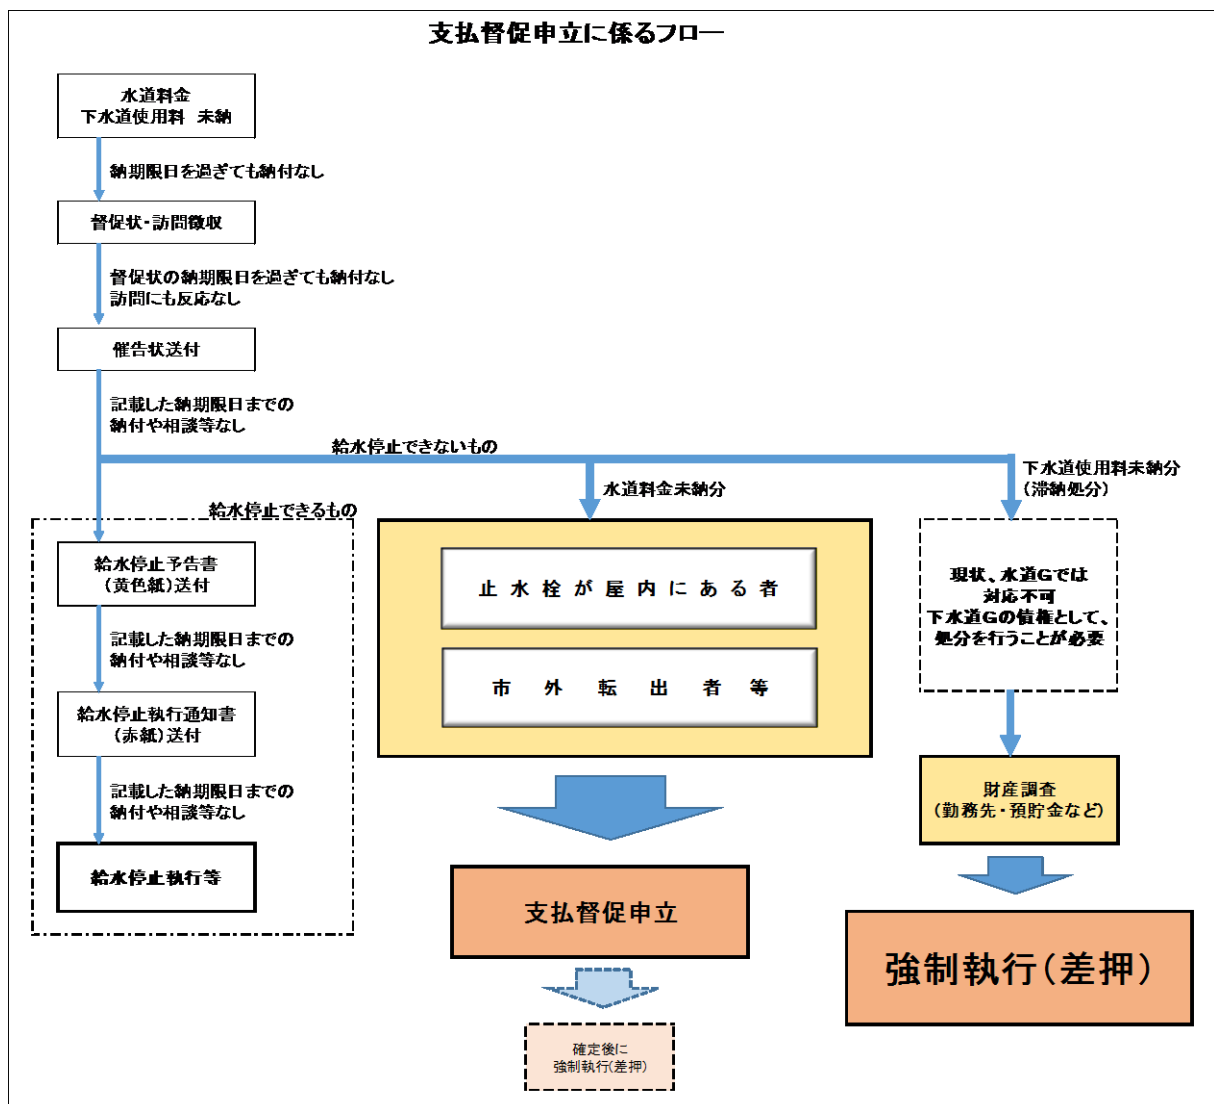 支払督促申立に係るフロー
水道料金
下水道使用料 未納
納期限日を過ぎても納付なし
督促状・訪問徴収
督促状の納期限日を過ぎても納付なし
訪問にも反応なし
催告状送付
記載した納期限日までの
納付や相談等なし
給水停止できないもの
水道料金未納分
下水道使用料未納分
(滞納処分)
給水停止できるもの
給水停止予告書
(黄色紙)送付
記載した納期限日までの
納付や相談等なし
給水停止執行通知書
(赤紙)送付
記載した納期限日までの
納付や相談等なし
給水停止執行等
止水栓が屋内にある者
市外転出者等
支払督促申立
確定後に
強制執行(差押)
現状、水道Gでは
対応不可
下水道Gの債権として、
処分を行うことが必要
財産調査
(勤務先・預貯金など)
強制執行(差押)